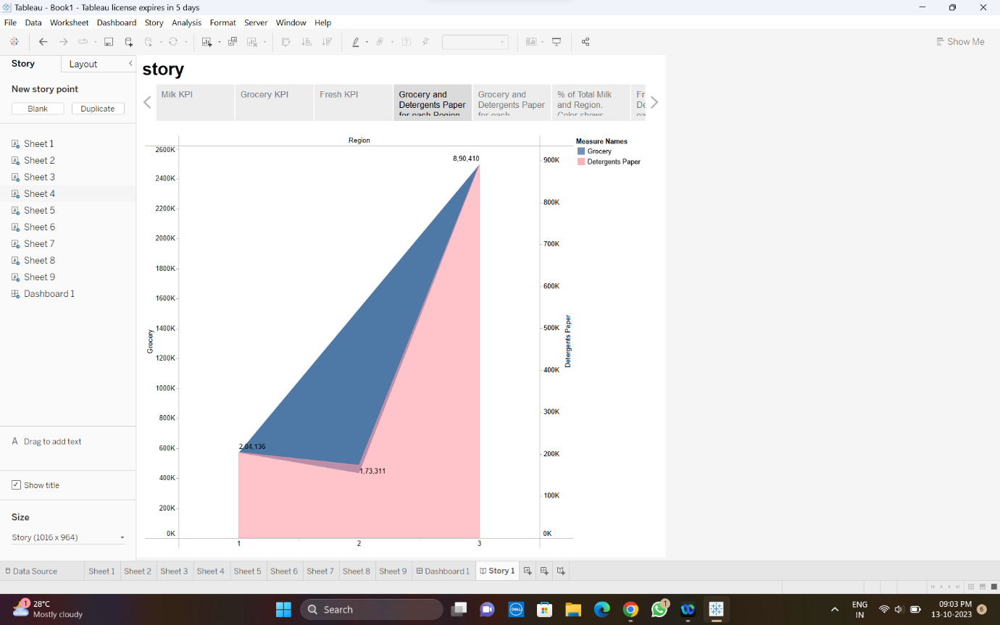 Tableau - Book1 - Tableau license expires in 5 days
File Data Worksheet Dashboard Story Analysis Format Server Window Help
Show Me
Story Layout
New story point
Blank Duplicate
Sheet 1
Sheet 2
Sheet 3
Sheet 4
Sheet 5
Sheet 6
Sheet 7
Sheet 8
Sheet 9
Dashboard 1
A Drag to add text
Show title
Size
Story (1016 x 964)
story
Milk KPI
Grocery KPI
Fresh KPI
Grocery and
Detergents Paper
for each Region
Grocery and
Detergents Paper
for each
% of Total Milk
and Region.
Color shows
Fr
De
Region
2600K
2400K
2200K
2000K
1800K
1600K
1400K
1200K
1000K
800K
600K
400K
200K
0K
Grocery
8,90,410
2,04,136
1,73,311
1
2
3
900K
800K
700K
600K
500K
400K
300K
200K
100K
0K
Detergents Paper
Measure Names
Grocery
Detergents Paper
Data Source Sheet 1 Sheet 2 Sheet 3 Sheet 4 Sheet 5 Sheet 6 Sheet 7 Sheet 8 Sheet 9 Dashboard 1 Story 1
1
28°C
Mostly cloudy
Search
DELL
1
ENG
IN
09:03 PM
13-10-2023
6